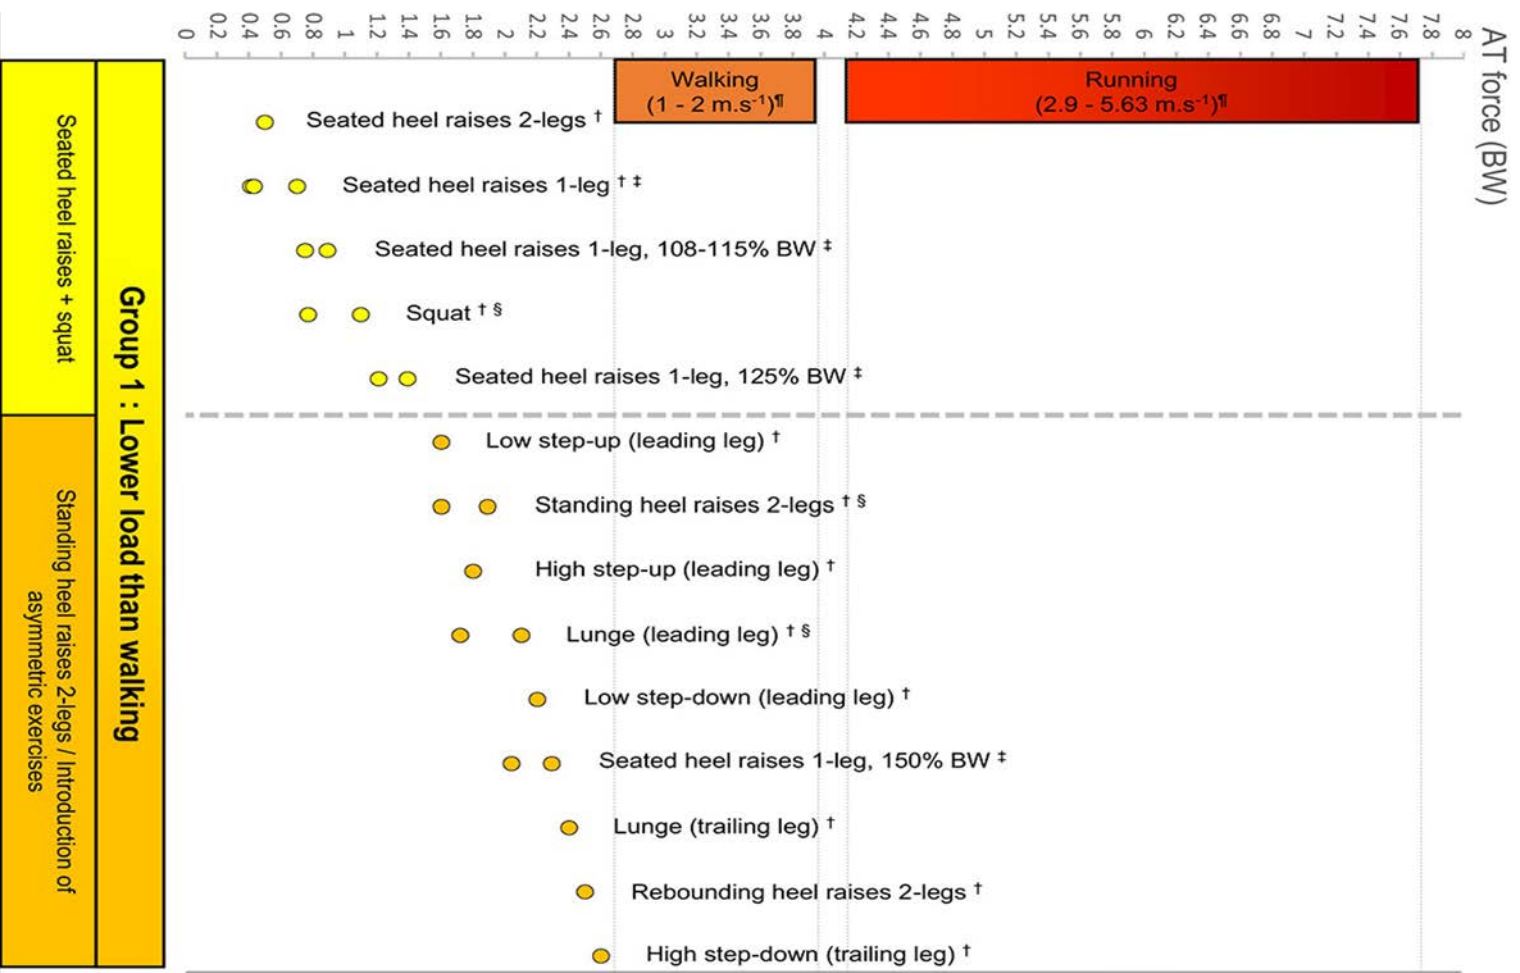 AT force (BW)
0
0.2
0.4
0.6
0.8
1
1.2
1.4
1.6
1.8
2
2.2
2.4
2.6
2.8
3
3.2
3.4
3.6
3.8
4
4.2
4.4
4.6
4.8
5
5.2
5.4
5.6
5.8
6
6.2
6.4
6.6
6.8
7
7.2
7.4
7.6
7.8
8
Walking
(1 - 2 m.s⁻¹)¶
Running
(2.9 - 5.63 m.s⁻¹)¶
Group 1 : Lower load than walking
Seated heel raises + squat
Seated heel raises 2-legs †
Seated heel raises 1-leg † ‡
Seated heel raises 1-leg, 108-115% BW ‡
Squat † §
Seated heel raises 1-leg, 125% BW ‡
Standing heel raises 2-legs / Introduction of
asymmetric exercises
Low step-up (leading leg) †
Standing heel raises 2-legs † §
High step-up (leading leg) †
Lunge (leading leg) † §
Low step-down (leading leg) †
Seated heel raises 1-leg, 150% BW ‡
Lunge (trailing leg) †
Rebounding heel raises 2-legs †
High step-down (trailing leg) †